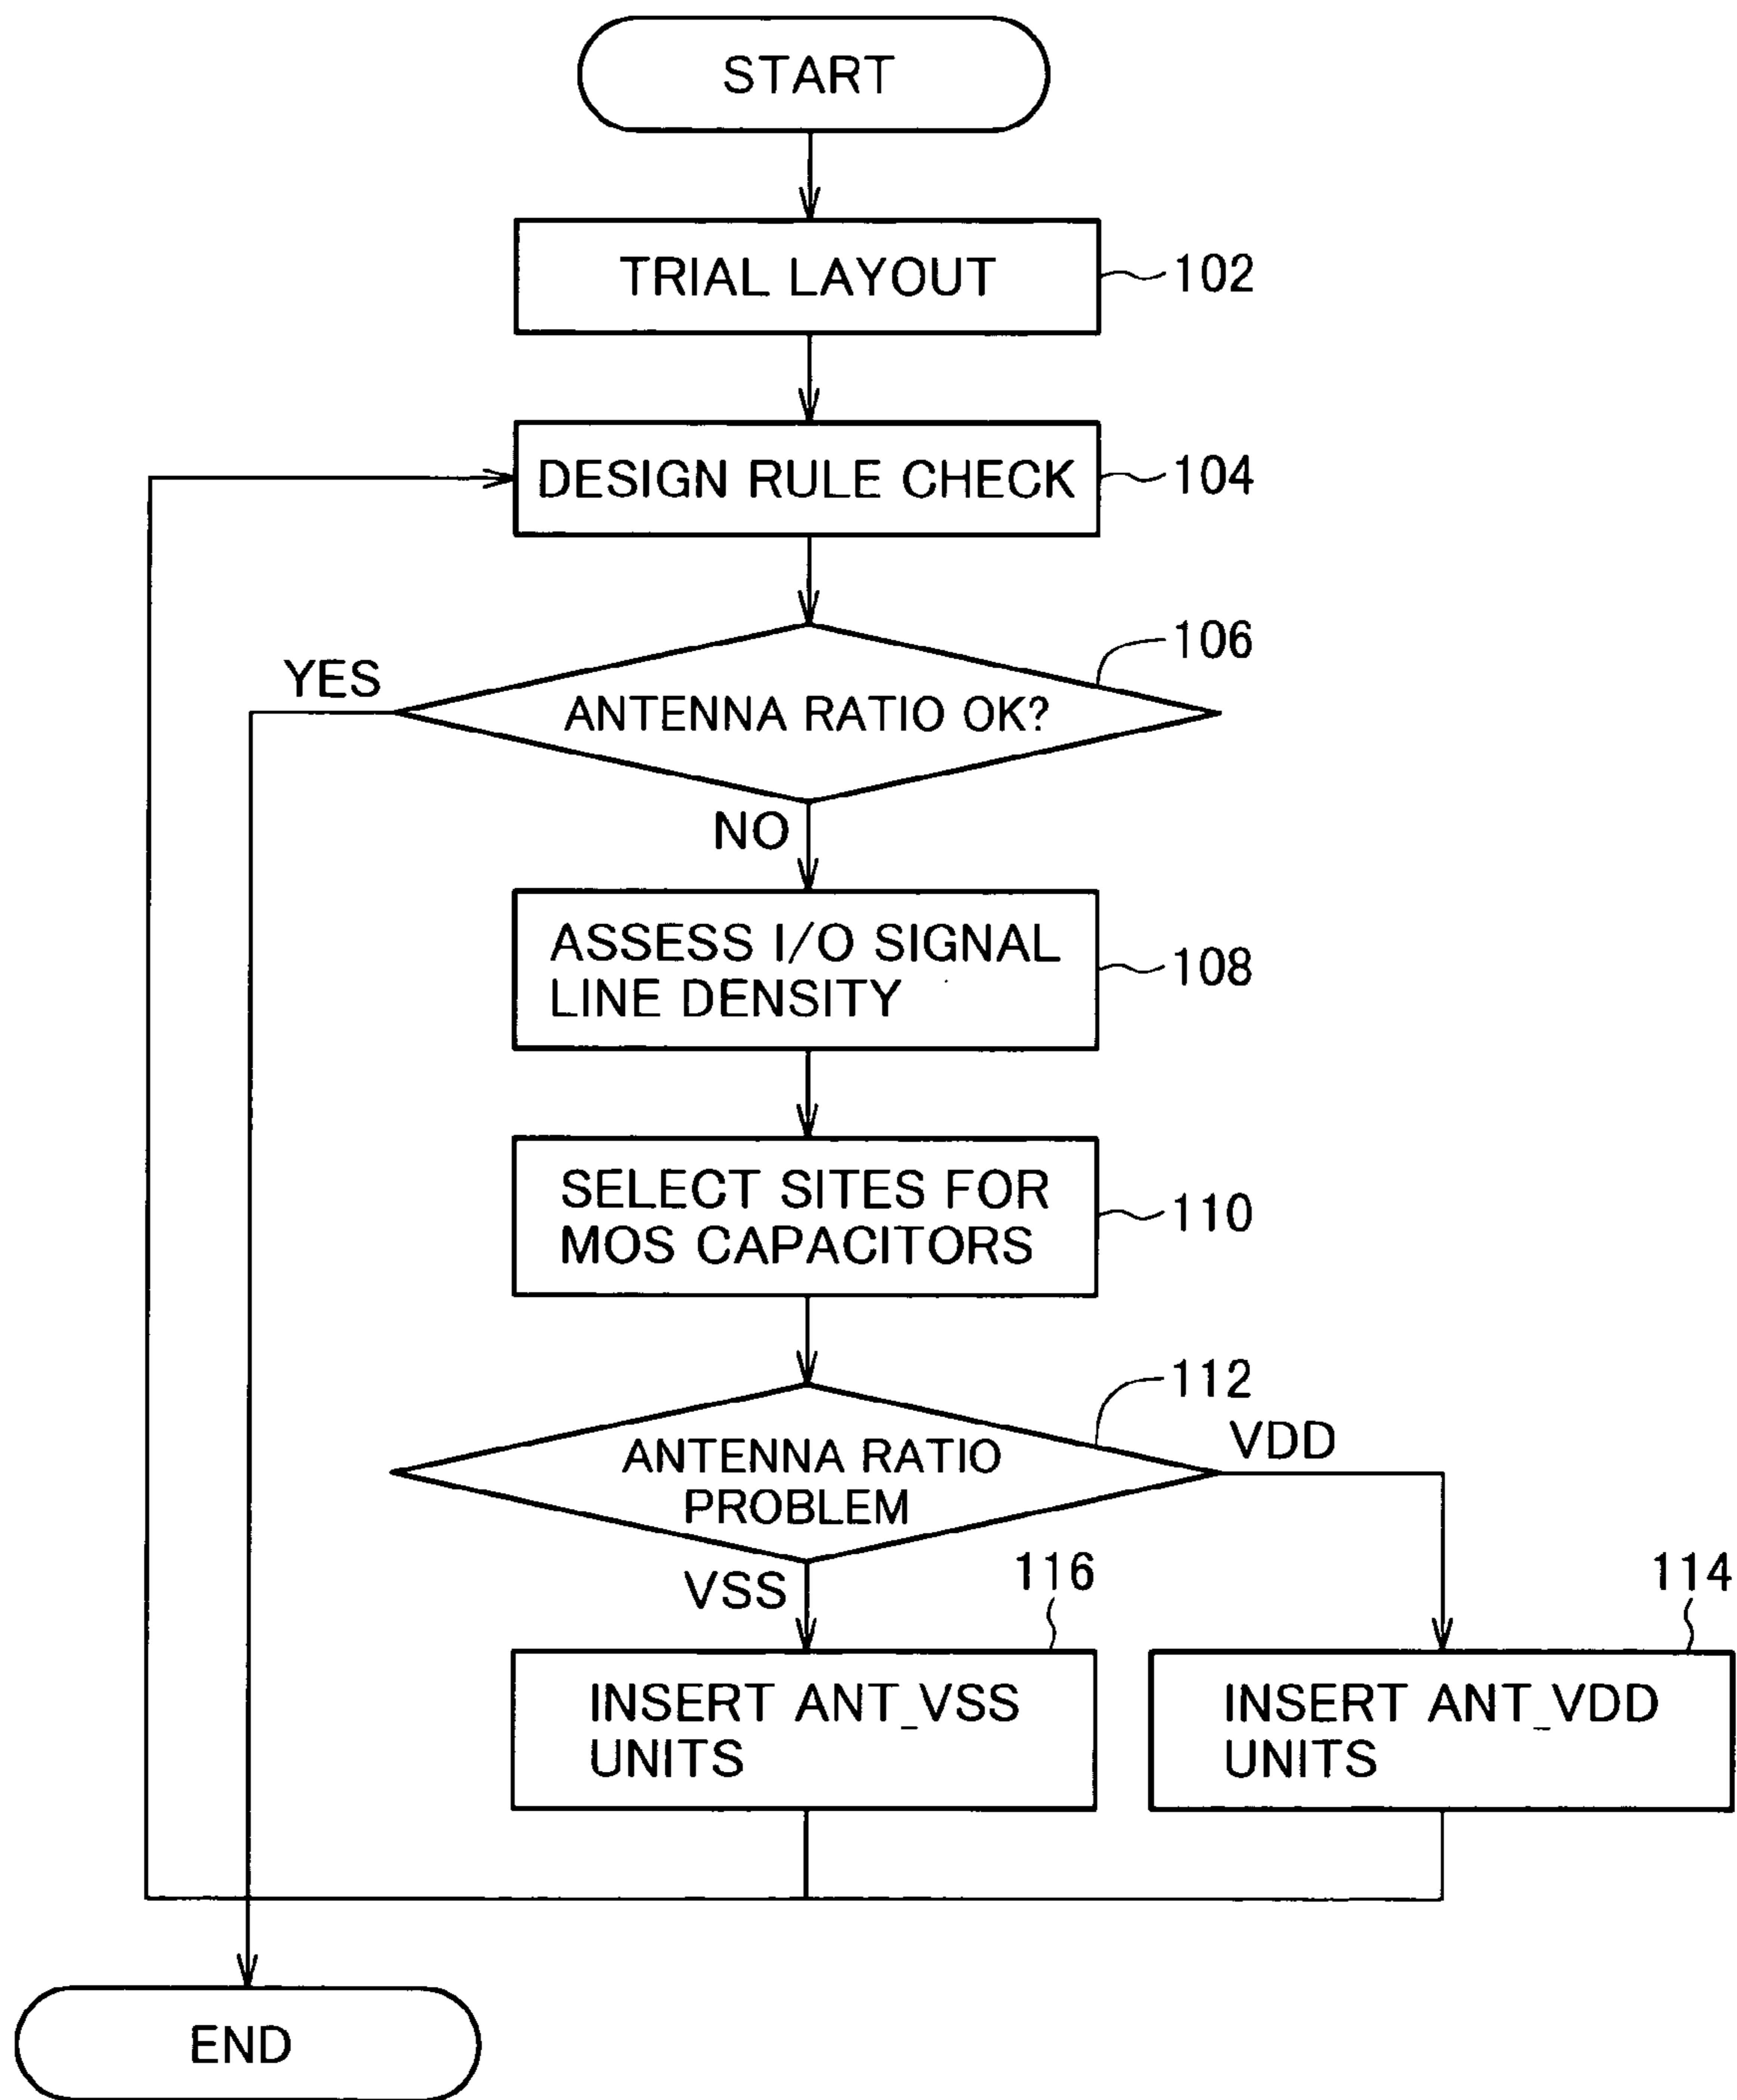 START
TRIAL LAYOUT
102
DESIGN RULE CHECK
104
106
YES
ANTENNA RATIO OK?
NO
ASSESS I/O SIGNAL
LINE DENSITY
108
SELECT SITES FOR
MOS CAPACITORS
110
112
VDD
ANTENNA RATIO
PROBLEM
VSS
116
114
INSERT ANT_VSS
UNITS
INSERT ANT_VDD
UNITS
END